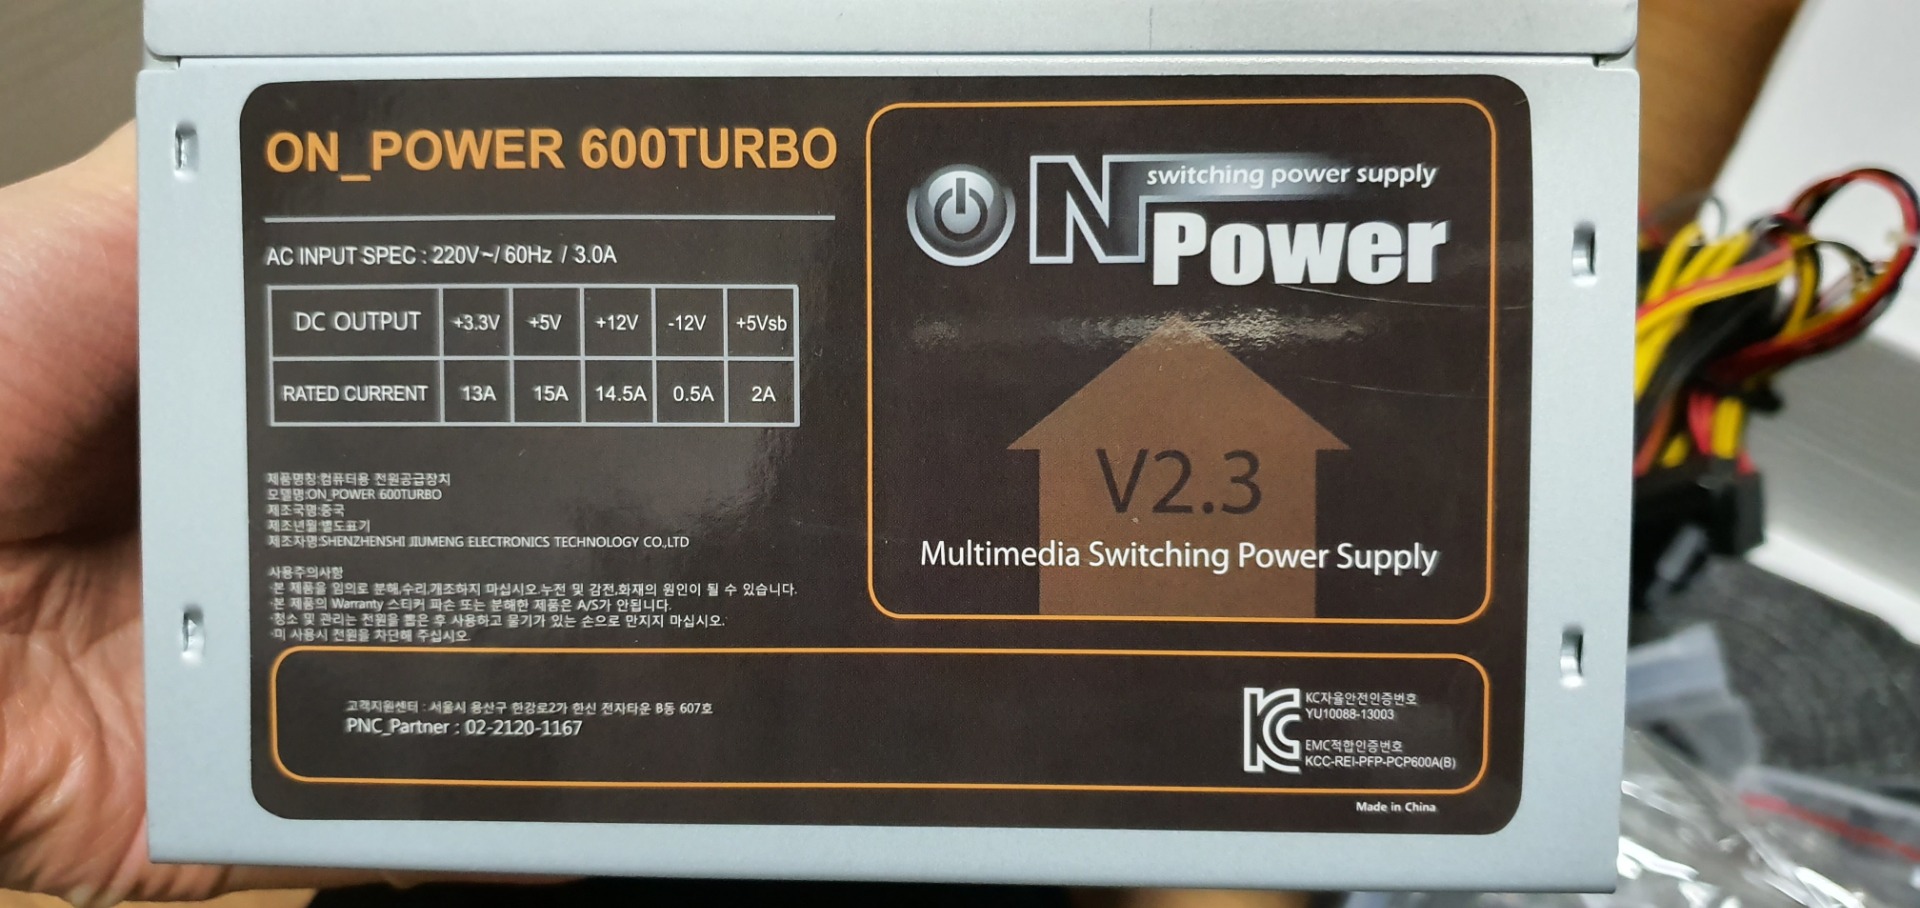 ON_POWER 600TURBO
AC INPUT SPEC : 220V~/ 60Hz / 3.0A
DC OUTPUT +3.3V +5V +12V -12V +5Vsb
RATED CURRENT 13A 15A 14.5A 0.5A 2A
제품명칭:컴퓨터용 전원공급장치
모델명:ON_POWER 600TURBO
제조국명:중국
제조년월:별도표기
제조자명:SHENZHENSHI JIUMENG ELECTRONICS TECHNOLOGY CO.,LTD
사용주의사항
·본 제품을 임의로 분해,수리,개조하지 마십시오.누전 및 감전,화재의 원인이 될 수 있습니다.
·본 제품의 Warranty 스티커 파손 또는 분해한 제품은 A/S가 안됩니다.
·청소 및 관리는 전원을 뽑은 후 사용하고 물기가 있는 손으로 만지지 마십시오.
·미 사용시 전원을 차단해 주십시오.
ON switching power supply
Power
V2.3
Multimedia Switching Power Supply
고객지원센터 : 서울시 용산구 한강로2가 한신 전자타운 B동 607호
PNC_Partner : 02-2120-1167
KC자율안전인증번호
YU10088-13003
EMC적합인증번호
KCC-REI-PFP-PCP600A(B)
Made in China